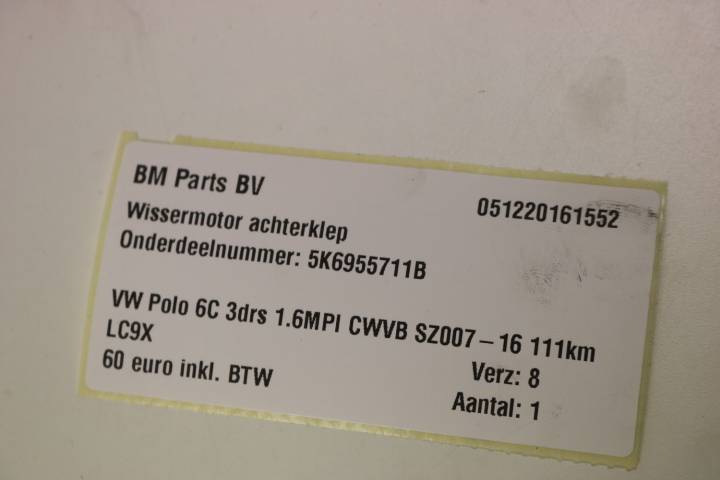 BM Parts BV
051220161552
Wissermotor achterklep
Onderdeelnummer: 5K6955711B
VW Polo 6C 3drs 1.6MPI CWVB SZ007-16 111km
LC9X
Verz: 8
60 euro inkl. BTW
Aantal: 1